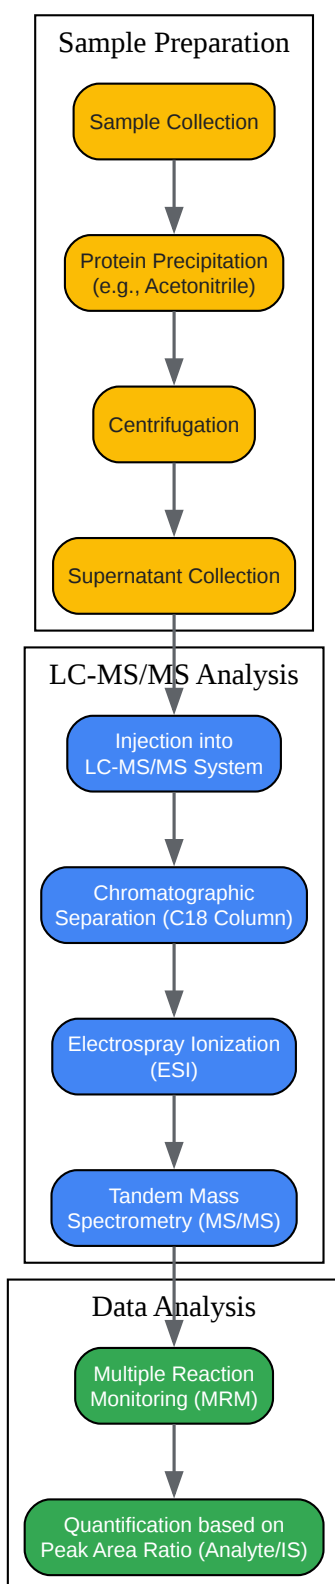 Sample Preparation
Sample Collection
Protein Precipitation
(e.g., Acetonitrile)
Centrifugation
Supernatant Collection
LC-MS/MS Analysis
Injection into
LC-MS/MS System
Chromatographic
Separation (C18 Column)
Electrospray Ionization
(ESI)
Tandem Mass
Spectrometry (MS/MS)
Data Analysis
Multiple Reaction
Monitoring (MRM)
Quantification based on
Peak Area Ratio (Analyte/IS)